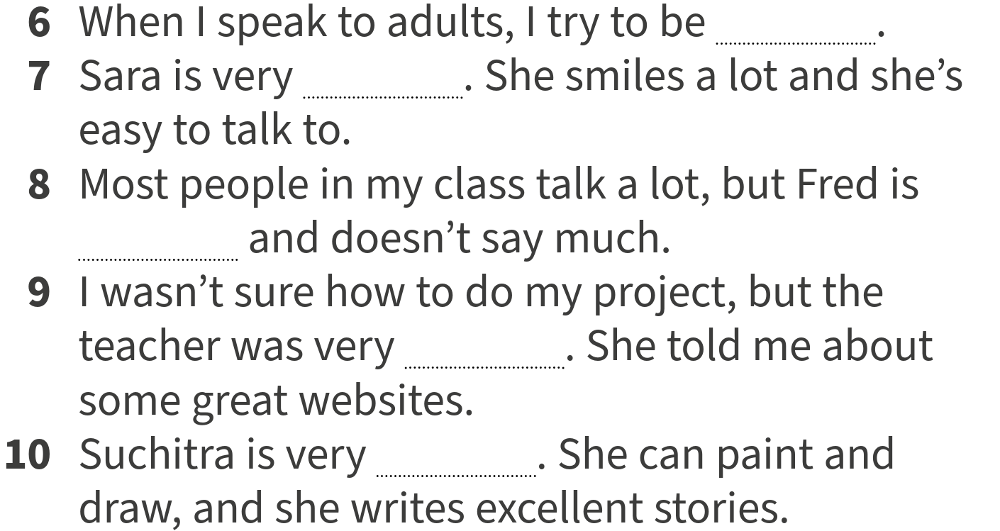 6 When I speak to adults, I try to be ..............................
7 Sara is very .............................. . She smiles a lot and she’s
easy to talk to.
8 Most people in my class talk a lot, but Fred is
.............................. and doesn’t say much.
9 I wasn’t sure how to do my project, but the
teacher was very .............................. . She told me about
some great websites.
10 Suchitra is very .............................. . She can paint and
draw, and she writes excellent stories.